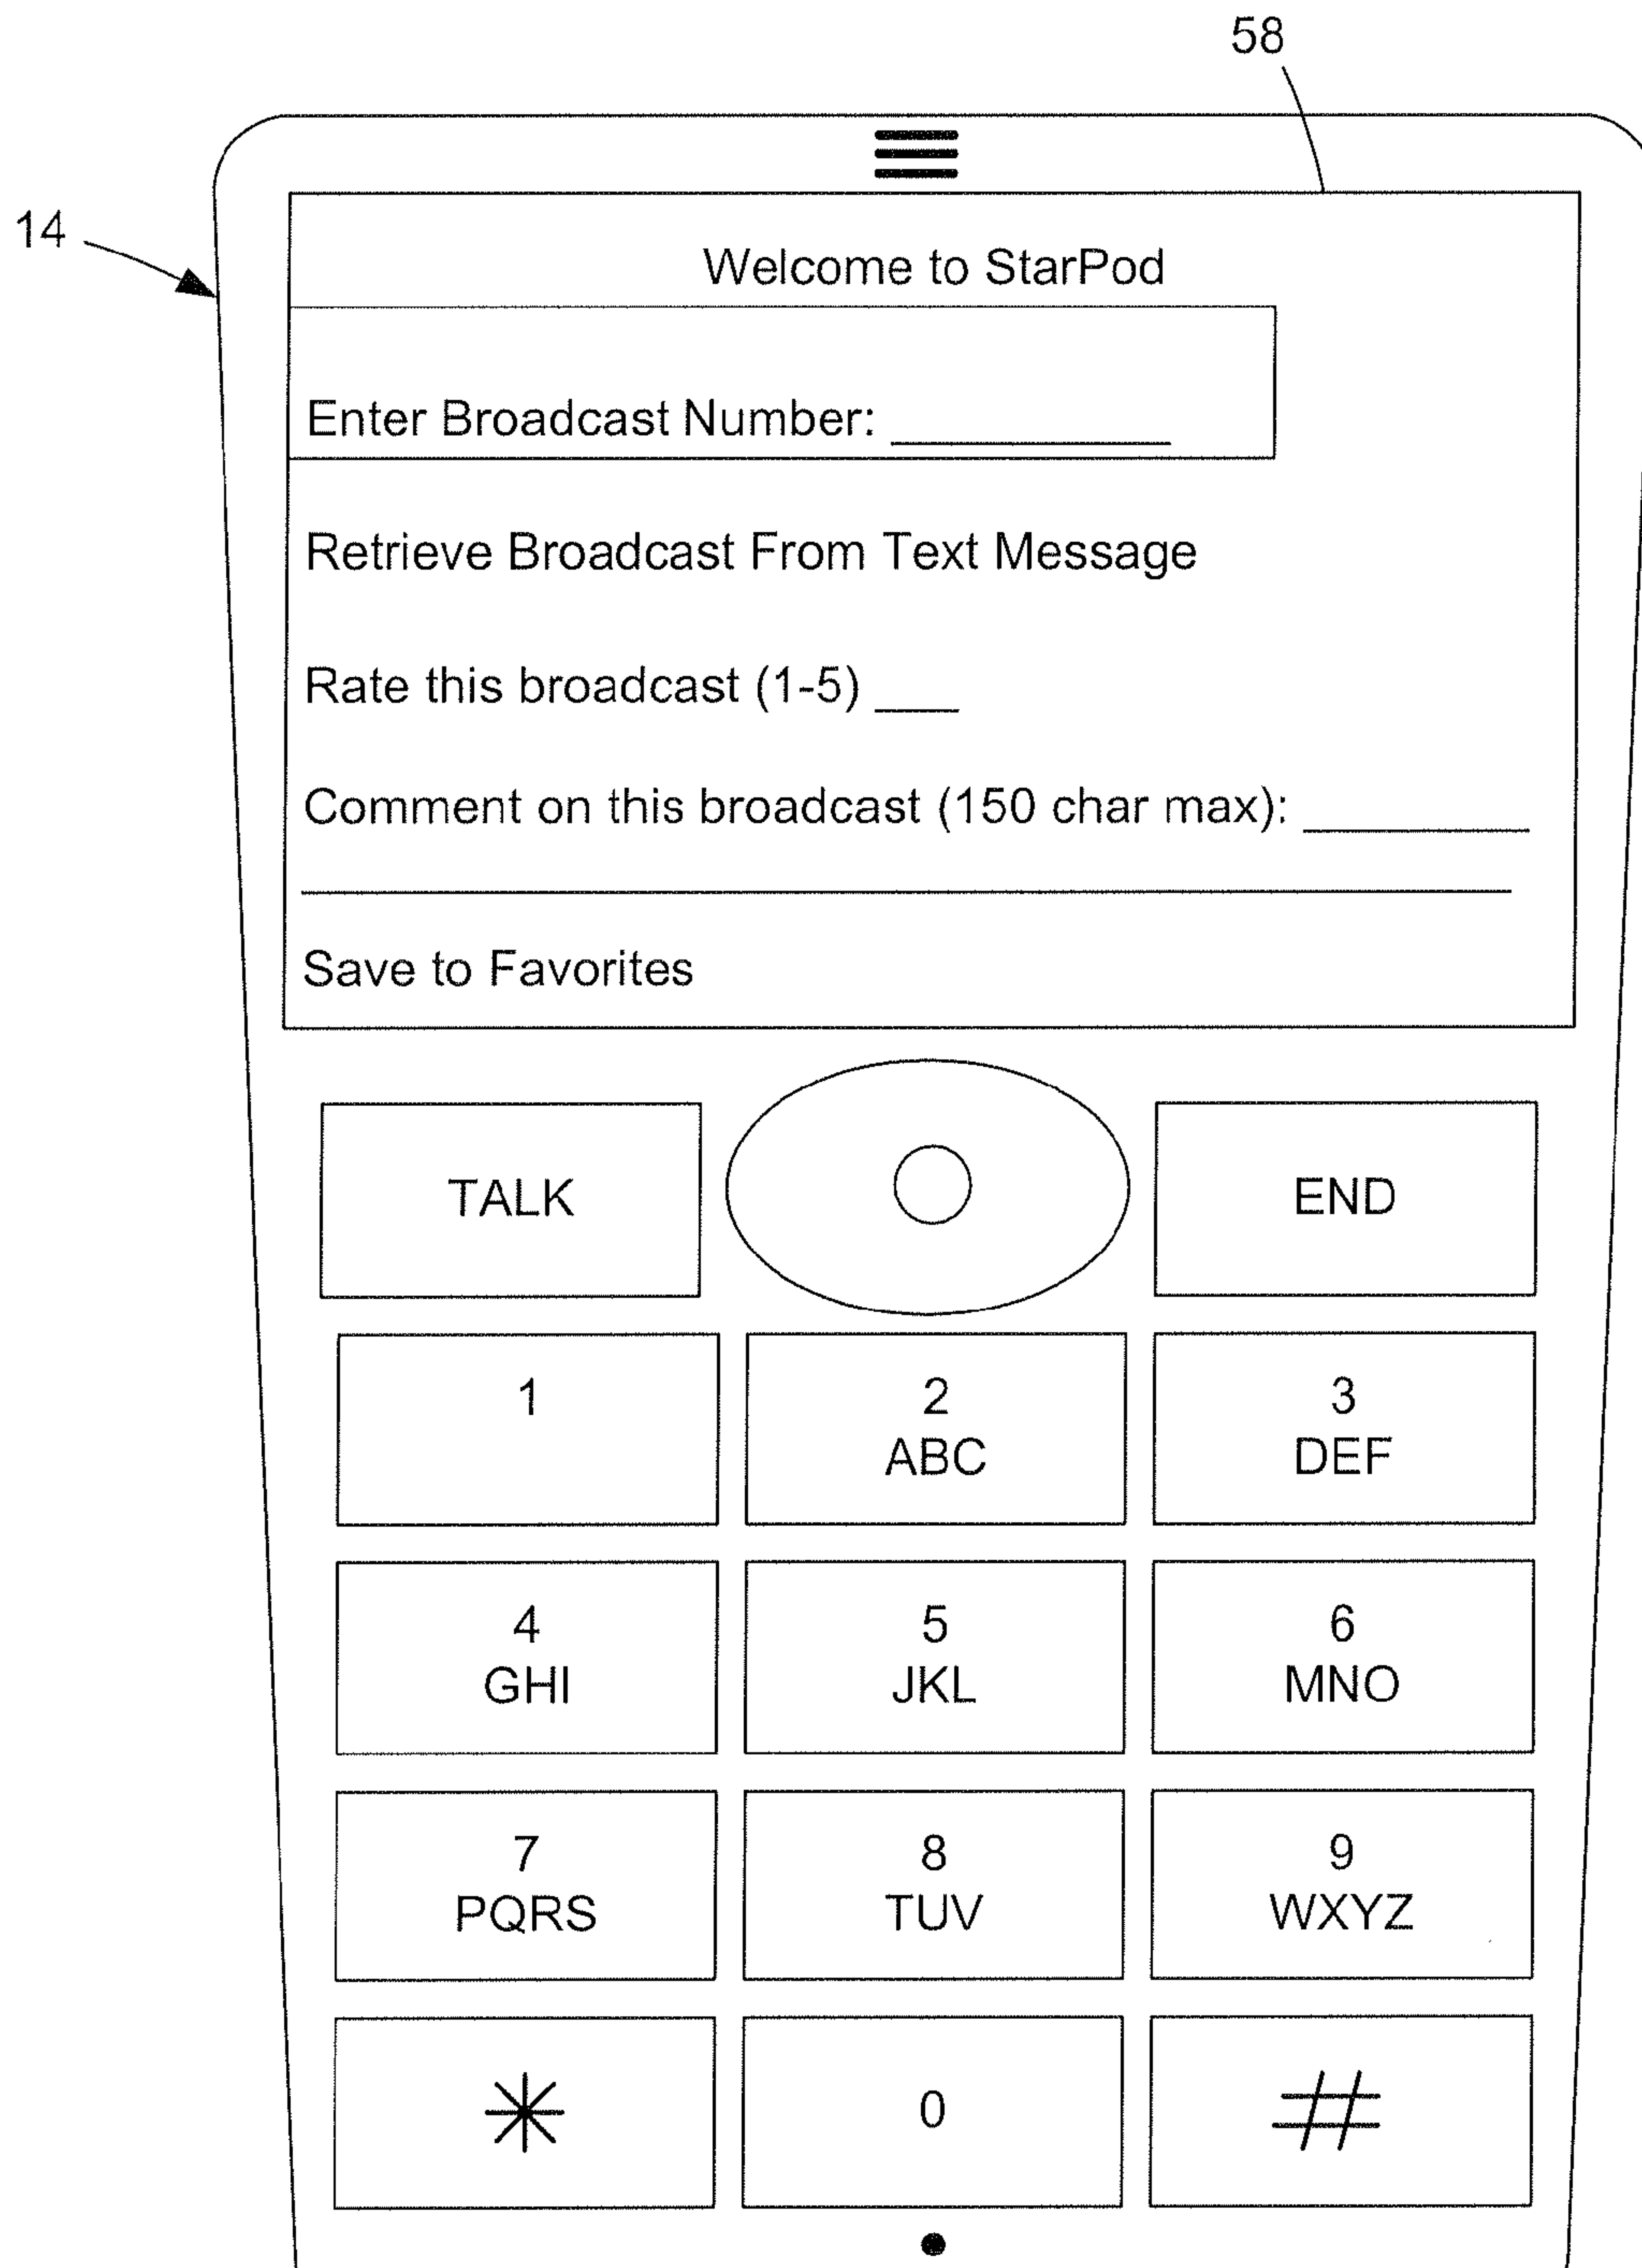 58
14
Welcome to StarPod
Enter Broadcast Number: __________
Retrieve Broadcast From Text Message
Rate this broadcast (1-5) ___
Comment on this broadcast (150 char max): ________
Save to Favorites
TALK
END
1
2
3
ABC
DEF
4
5
6
GHI
JKL
MNO
7
8
9
PQRS
TUV
WXYZ
*
0
#